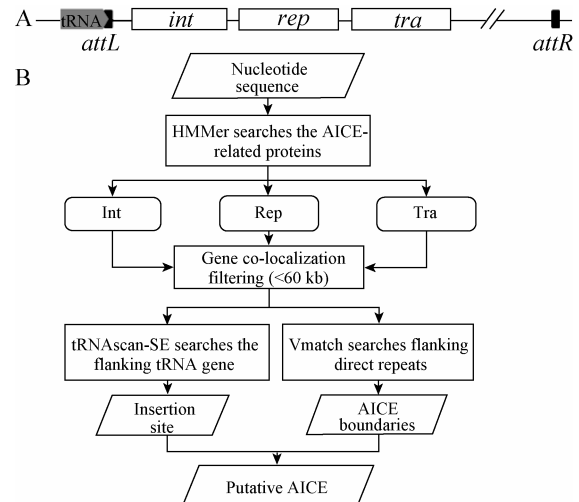 A
tRNA
int
rep
tra
attL
attR
B
Nucleotide
sequence
HMMer searches the AICE-
related proteins
Int
Rep
Tra
Gene co-localization
filtering (<60 kb)
tRNAscan-SE searches the
flanking tRNA gene
Vmatch searches flanking
direct repeats
Insertion
site
AICE
boundaries
Putative AICE